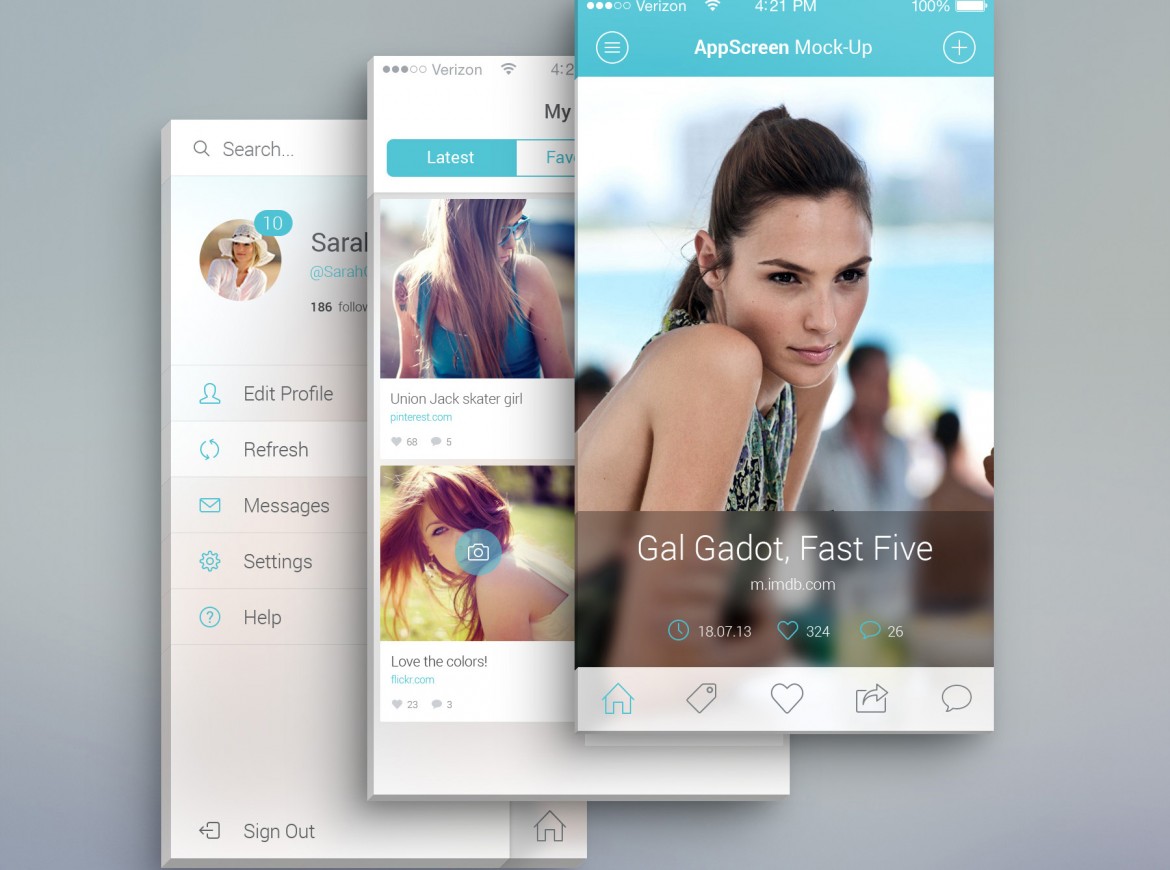 Search...
10
Sarah
@Sarah
186 follow
Edit Profile
Refresh
Messages
Settings
Help
Sign Out
Verizon 4:2
My
Latest Fav
Union Jack skater girl
pinterest.com
68 5
Love the colors!
flickr.com
23 3
Verizon 4:21 PM 100%
AppScreen Mock-Up
Gal Gadot, Fast Five
m.imdb.com
18.07.13 324 26